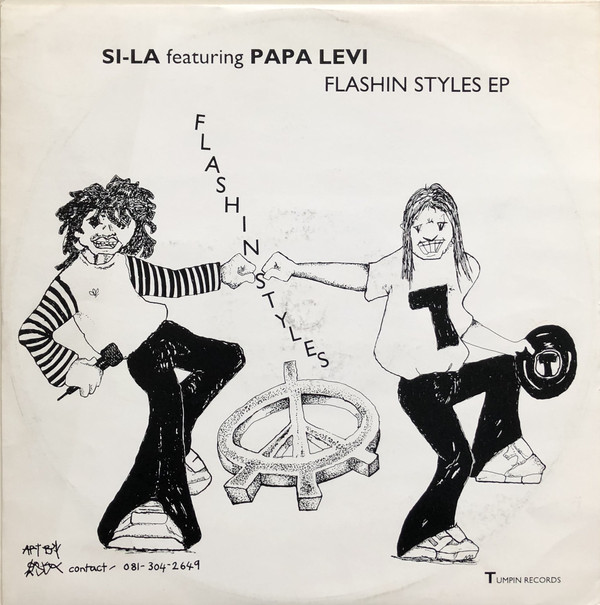 SI-LA featuring PAPA LEVI
FLASHIN STYLES EP
FLASHIN STYLES
T
T
ART BY
contact - 081-304-2649
TUMPIN RECORDS